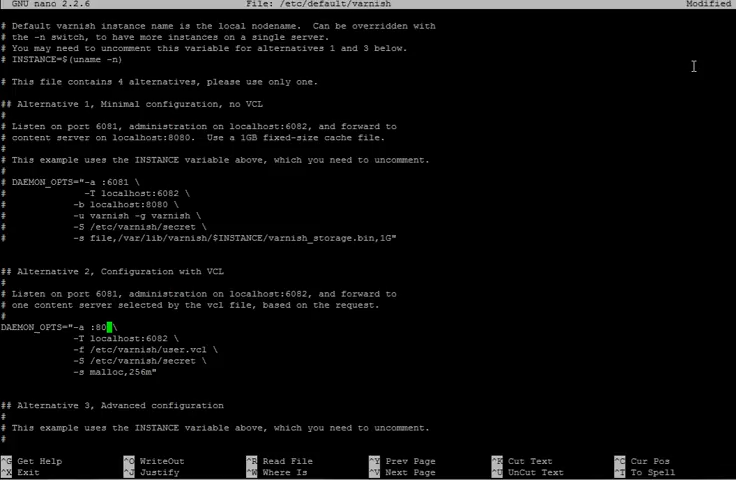 GNU nano 2.2.6 File: /etc/default/varnish Modified
# Default varnish instance name is the local nodename.  Can be overridden with
# the -n switch, to have more instances on a single server.
# You may need to uncomment this variable for alternatives 1 and 3 below.
# INSTANCE=$(uname -n)
# This file contains 4 alternatives, please use only one.
## Alternative 1, Minimal configuration, no VCL
#
# Listen on port 6081, administration on localhost:6082, and forward to
# content server on localhost:8080.  Use a 1GB fixed-size cache file.
#
# This example uses the INSTANCE variable above, which you need to uncomment.
#
# DAEMON_OPTS="-a :6081 \
#              -T localhost:6082 \
#            -b localhost:8080 \
#            -u varnish -g varnish \
#            -S /etc/varnish/secret \
#            -s file,/var/lib/varnish/$INSTANCE/varnish_storage.bin,1G"
## Alternative 2, Configuration with VCL
#
# Listen on port 6081, administration on localhost:6082, and forward to
# one content server selected by the vcl file, based on the request.
#
DAEMON_OPTS="-a :80 \
             -T localhost:6082 \
             -f /etc/varnish/user.vcl \
             -S /etc/varnish/secret \
             -s malloc,256m"
## Alternative 3, Advanced configuration
#
# This example uses the INSTANCE variable above, which you need to uncomment.
#
^G Get Help ^O WriteOut ^R Read File ^Y Prev Page ^K Cut Text ^C Cur Pos
^X Exit ^J Justify ^W Where Is ^V Next Page ^U UnCut Text ^T To Spell